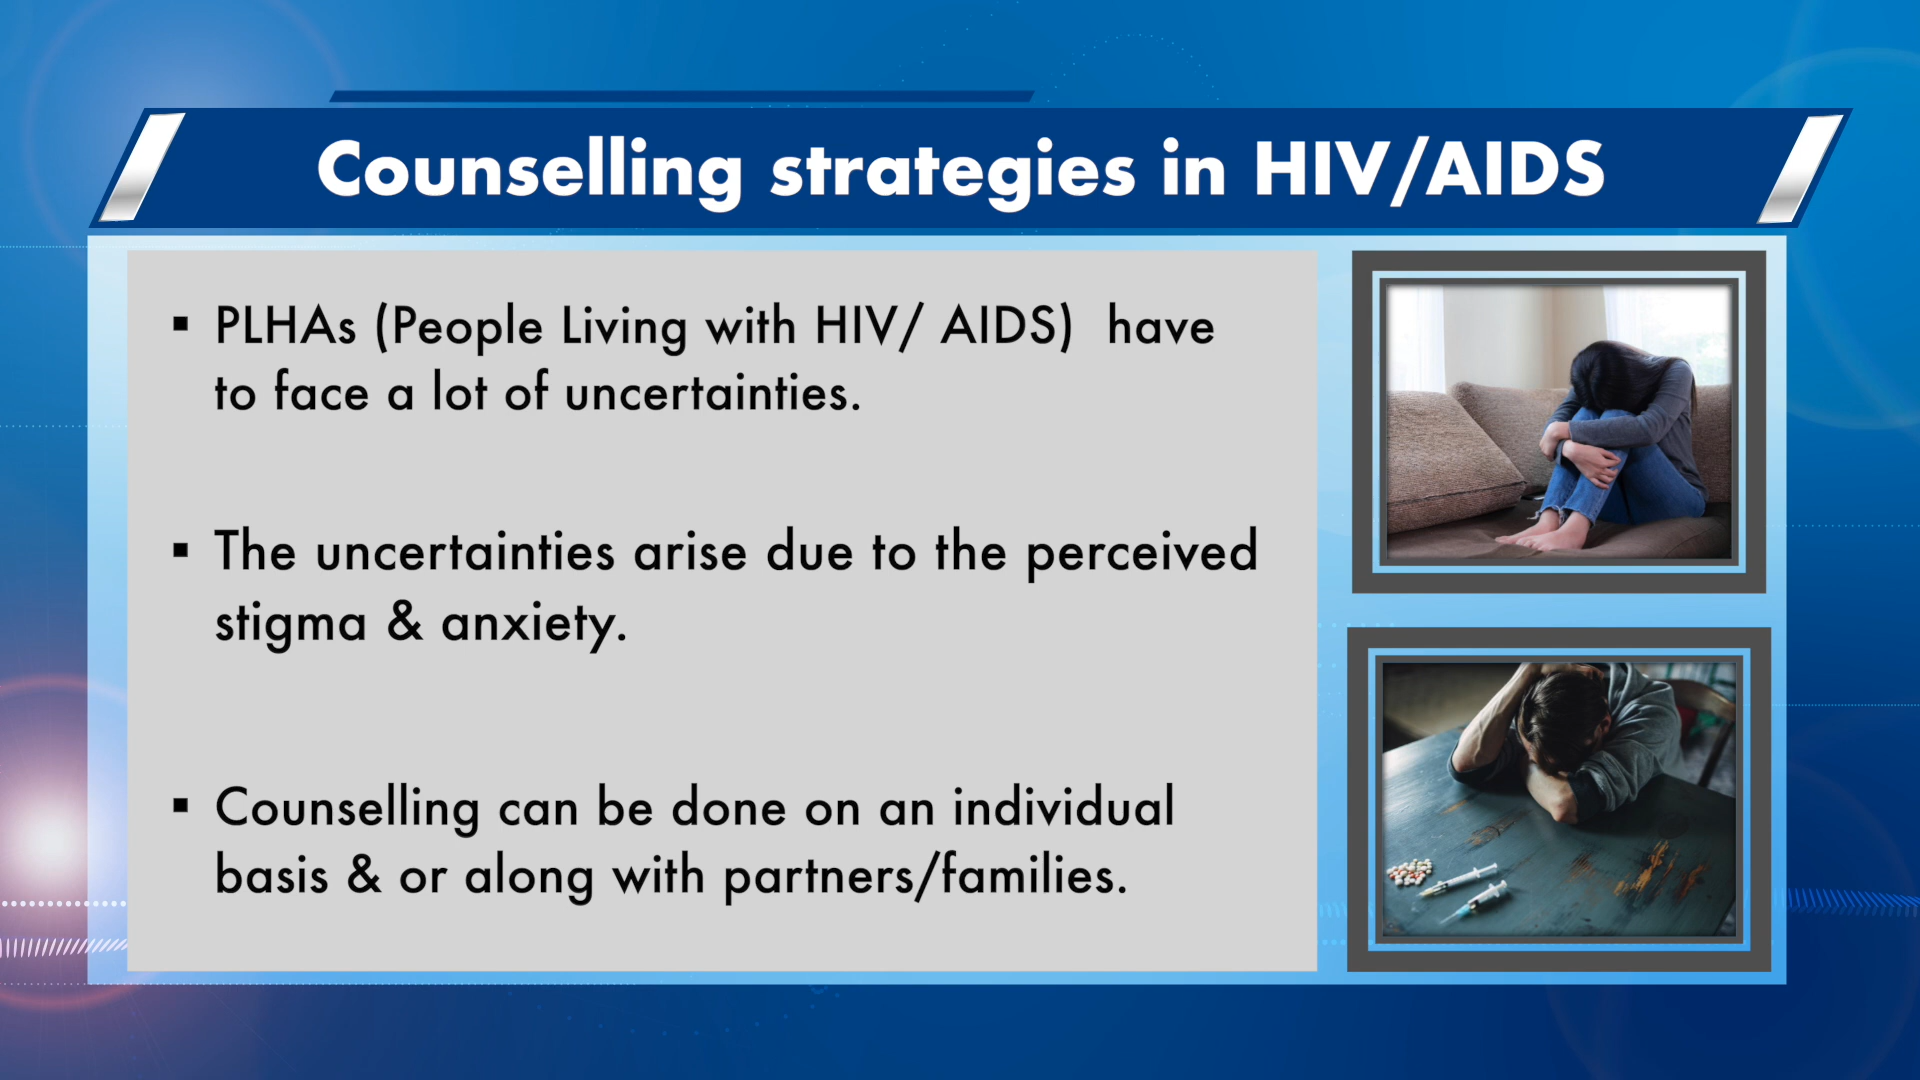 Counselling strategies in HIV/AIDS
▪ PLHAs (People Living with HIV/ AIDS)  have
to face a lot of uncertainties.
▪ The uncertainties arise due to the perceived
stigma & anxiety.
▪ Counselling can be done on an individual
basis & or along with partners/families.